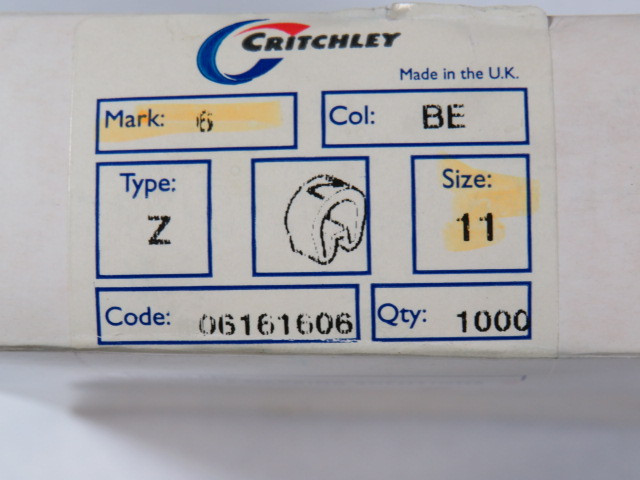 CRITCHLEY
Made in the U.K.
Mark: 6
Col: BE
Type: Z
Size: 11
Code: 06161606
Qty: 1000